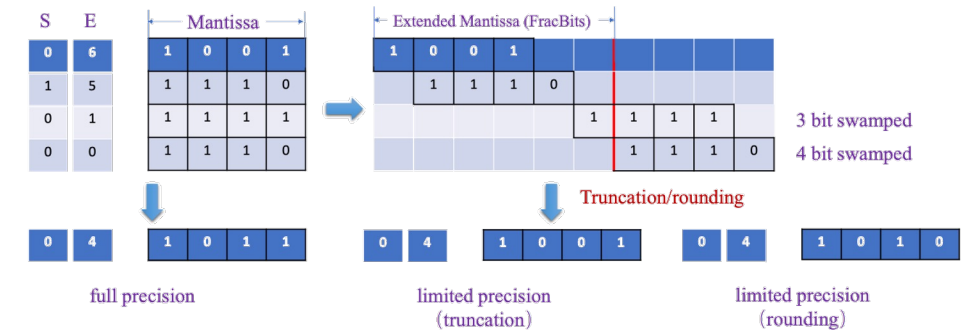 S E Mantissa Extended Mantissa (FracBits)
0 6 1 0 0 1 1 0 0 1
1 5 1 1 1 0 1 1 1 0
0 1 1 1 1 1 1 1 1 1 3 bit swamped
0 0 1 1 1 0 1 1 1 0 4 bit swamped
Truncation/rounding
0 4 1 0 1 1 0 4 1 0 0 1 0 4 1 0 1 0
full precision limited precision limited precision
(truncation) (rounding)